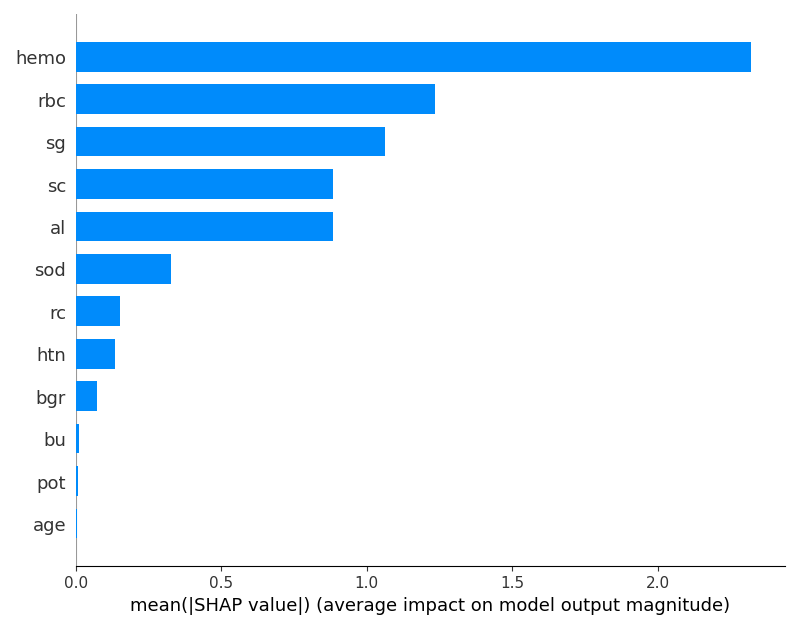 hemo
rbc
sg
sc
al
sod
rc
htn
bgr
bu
pot
age
0.0 0.5 1.0 1.5 2.0
mean(|SHAP value|) (average impact on model output magnitude)